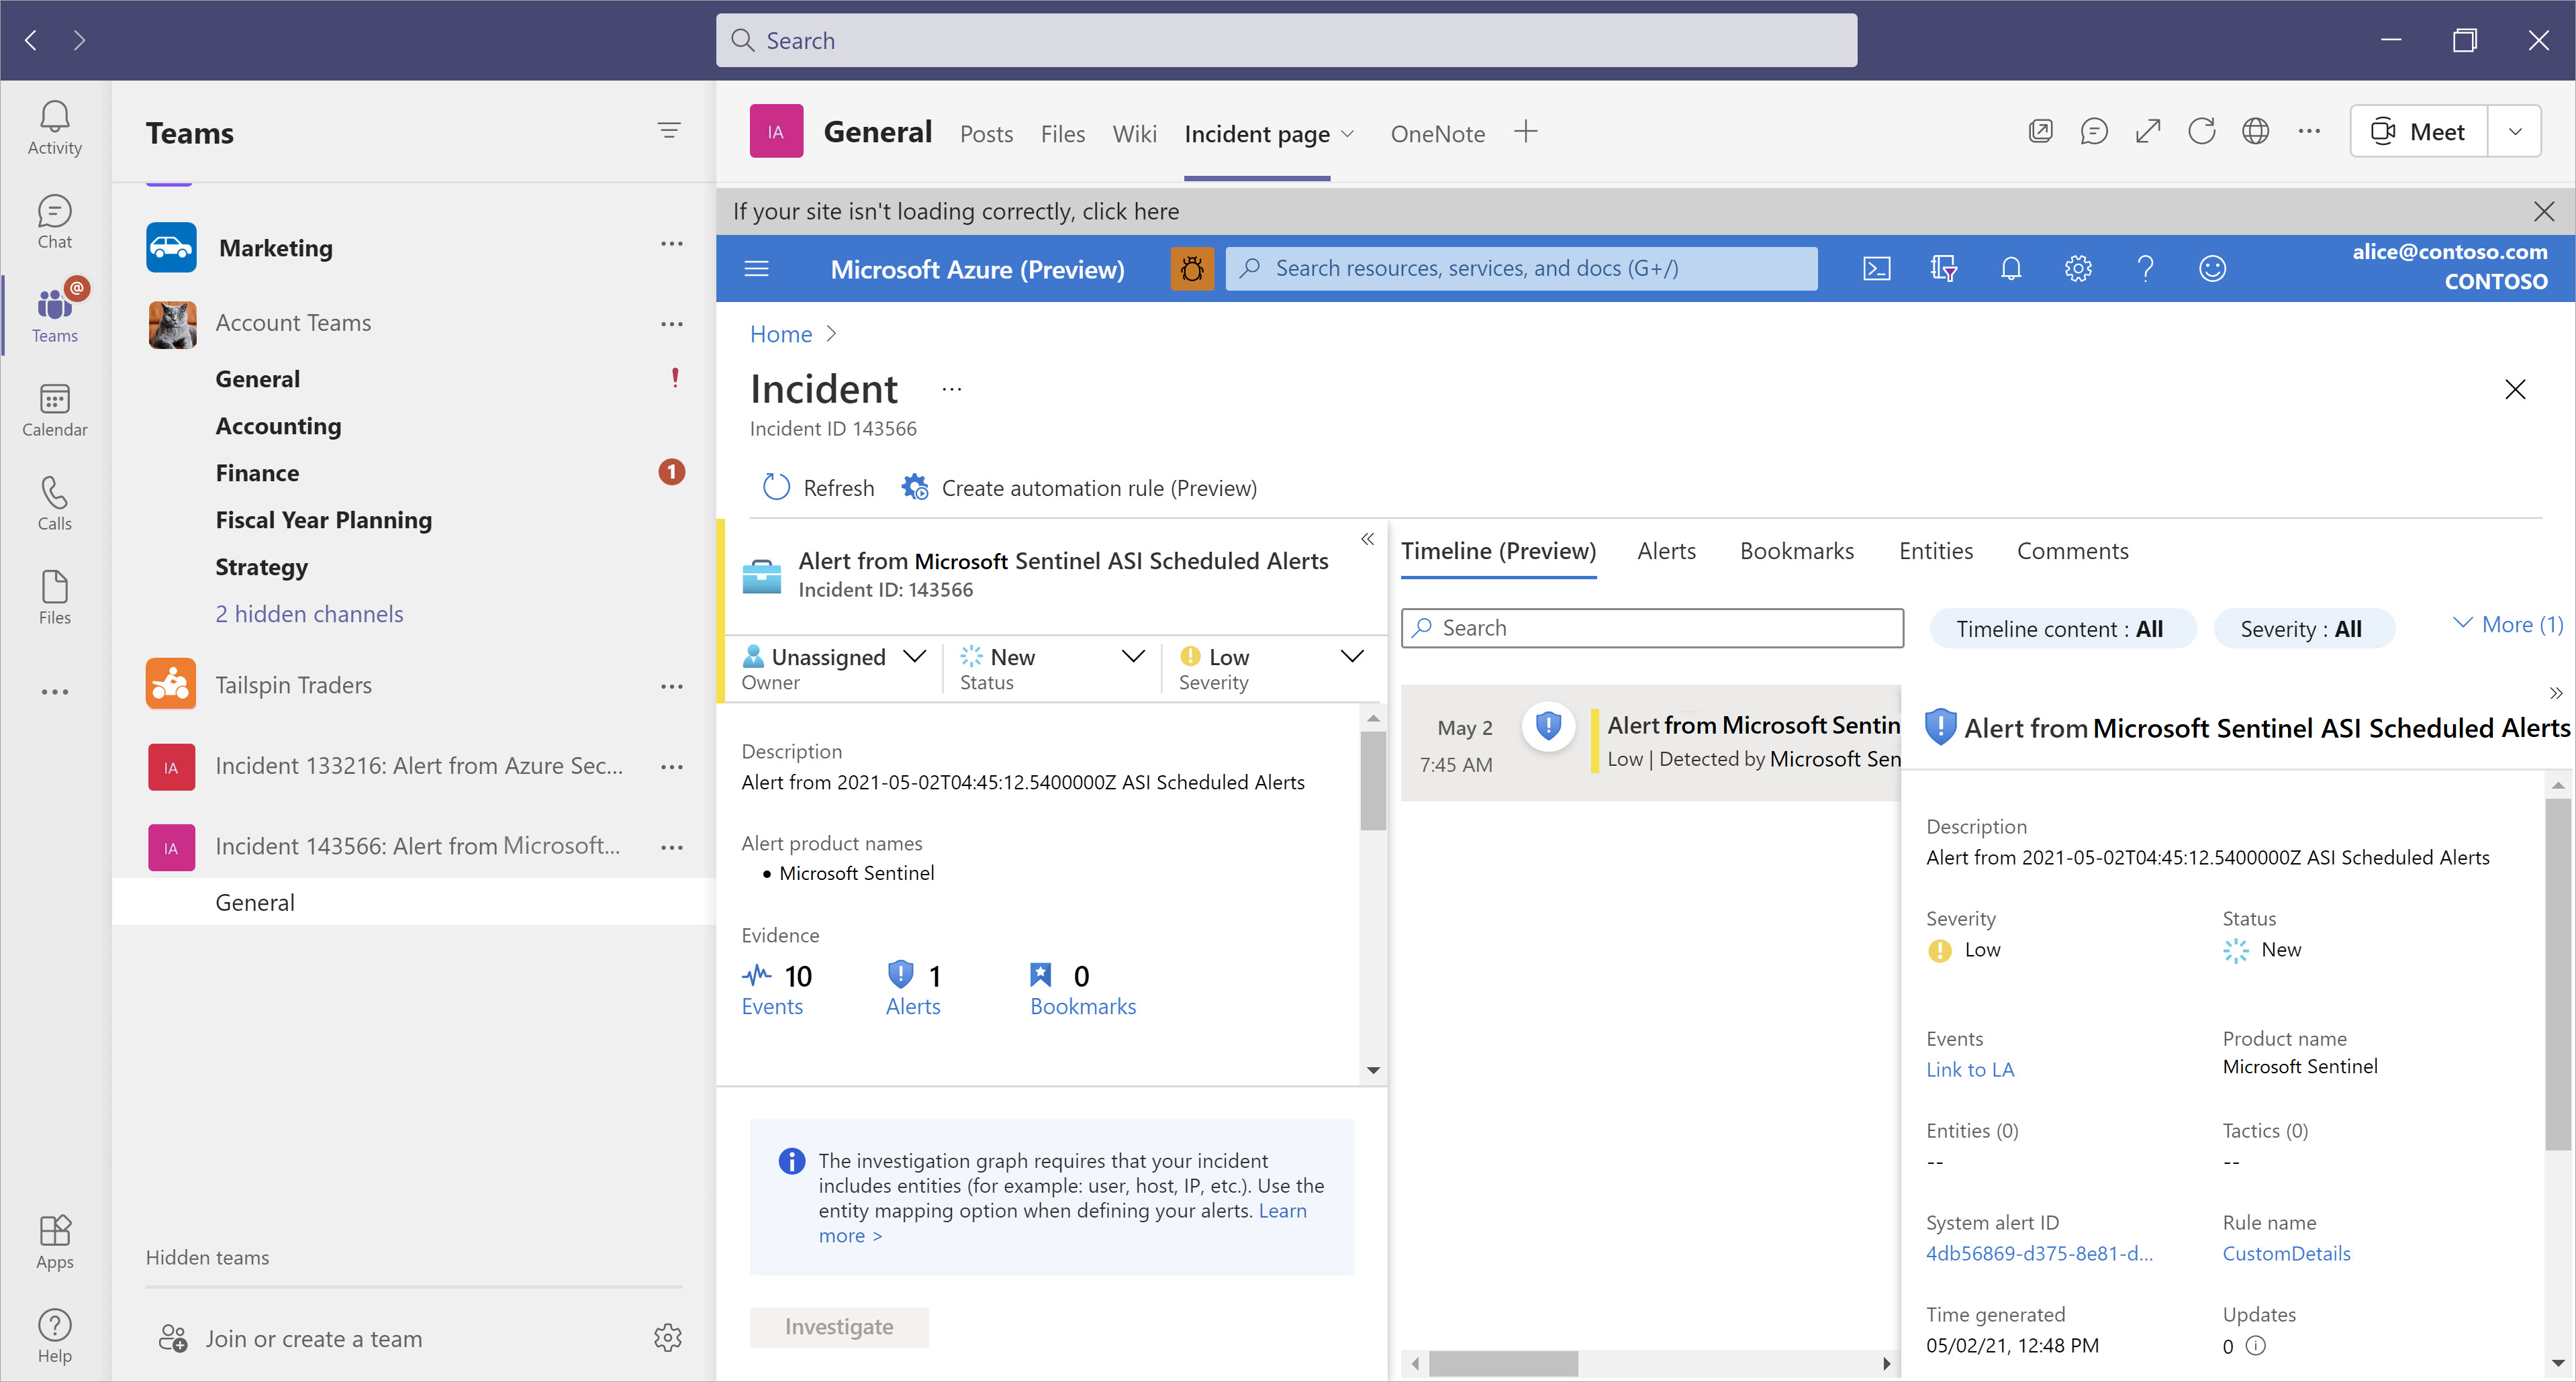 Search
Activity
Chat
@
Teams
Calendar
Calls
Files
Apps
Help
Teams
Marketing
Account Teams
General
Accounting
Finance
1
Fiscal Year Planning
Strategy
2 hidden channels
Tailspin Traders
IA
Incident 133216: Alert from Azure Sec...
IA
Incident 143566: Alert from Microsoft...
General
Hidden teams
Join or create a team
IA
General
Posts
Files
Wiki
Incident page
OneNote
Meet
If your site isn't loading correctly, click here
Microsoft Azure (Preview)
Search resources, services, and docs (G+/)
alice@contoso.com
CONTOSO
Home
Incident
...
Incident ID 143566
Refresh
Create automation rule (Preview)
Alert from Microsoft Sentinel ASI Scheduled Alerts
Incident ID: 143566
Unassigned
Owner
New
Status
Low
Severity
Description
Alert from 2021-05-02T04:45:12.5400000Z ASI Scheduled Alerts
Alert product names
• Microsoft Sentinel
Evidence
10
Events
1
Alerts
0
Bookmarks
The investigation graph requires that your incident
includes entities (for example: user, host, IP, etc.). Use the
entity mapping option when defining your alerts. Learn
more >
Investigate
Timeline (Preview)
Alerts
Bookmarks
Entities
Comments
Search
Timeline content : All
Severity : All
More (1)
May 2
7:45 AM
Alert from Microsoft Sentin
Low | Detected by Microsoft Sen
Alert from Microsoft Sentinel ASI Scheduled Alerts
Description
Alert from 2021-05-02T04:45:12.5400000Z ASI Scheduled Alerts
Severity
Low
Status
New
Events
Link to LA
Product name
Microsoft Sentinel
Entities (0)
--
Tactics (0)
--
System alert ID
4db56869-d375-8e81-d...
Rule name
CustomDetails
Time generated
05/02/21, 12:48 PM
Updates
0